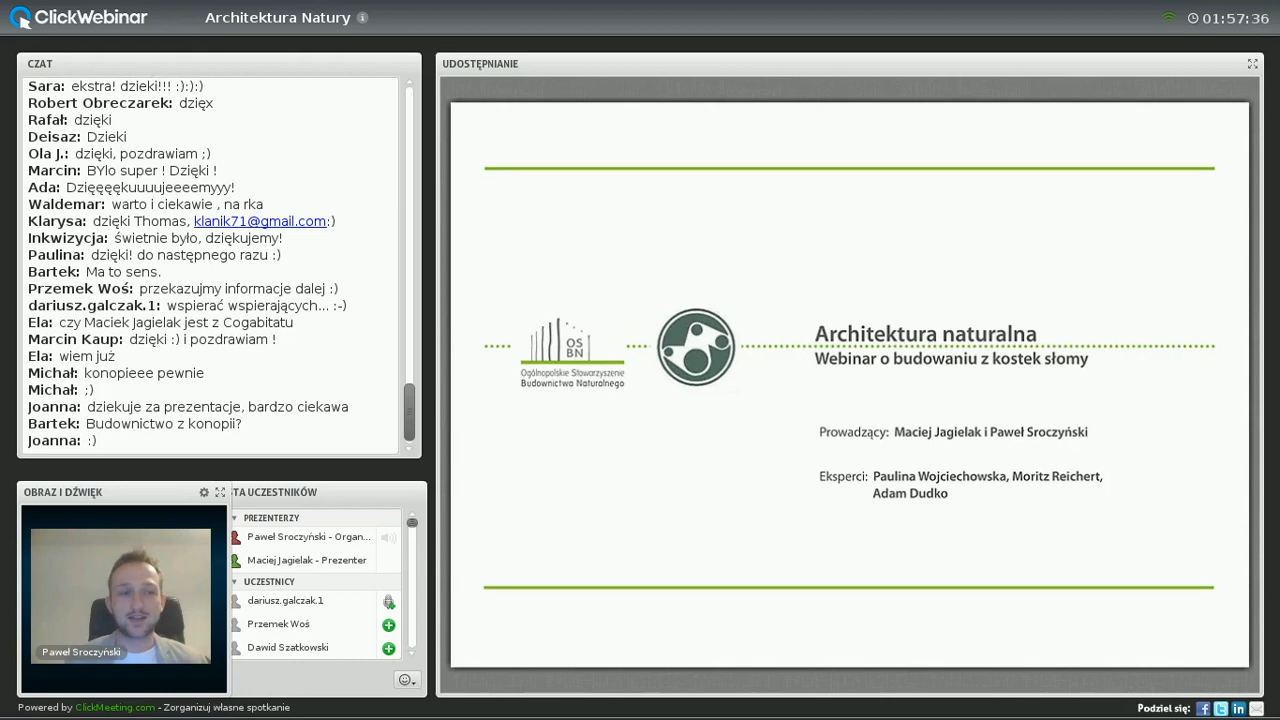 ClickWebinar
Architektura Natury
01:57:36
CZAT
Sara: ekstra! dzieki!!! :):):)
Robert Obreczarek: dzięx
Rafał: dzięki
Deisaz: Dzieki
Ola J.: dzięki, pozdrawiam ;)
Marcin: BYlo super ! Dzięki !
Ada: Dzięęęękuuuujeeeemyyy!
Waldemar: warto i ciekawie , na rka
Klarysa: dzięki Thomas, klanik71@gmail.com:)
Inkwizycja: świetnie było, dziękujemy!
Paulina: dzięki! do następnego razu :)
Bartek: Ma to sens.
Przemek Woś: przekazujmy informacje dalej :)
dariusz.galczak.1: wspierać wspierających... :-)
Ela: czy Maciek Jagielak jest z Cogabitatu
Marcin Kaup: dzięki :) i pozdrawiam !
Ela: wiem już
Michał: konopieee pewnie
Michał: ;)
Joanna: dziekuje za prezentacje, bardzo ciekawa
Bartek: Budownictwo z konopii?
Joanna: :)
OBRAZ I DŹWIĘK
Paweł Sroczyński
TA UCZESTNIKÓW
PREZENTERZY
Paweł Sroczyński - Organ...
Maciej Jagielak - Prezenter
UCZESTNICY
dariusz.galczak.1
Przemek Woś
Dawid Szatkowski
UDOSTĘPNIANIE
OS
BN
Ogólnopolskie Stowarzyszene
Budownictwa Naturalnego
Architektura naturalna
Webinar o budowaniu z kostek słomy
Prowadzący: Maciej Jagielak i Paweł Sroczyński
Eksperci: Paulina Wojciechowska, Moritz Reichert,
Adam Dudko
Powered by ClickMeeting.com - Zorganizuj własne spotkanie
Podziel się: